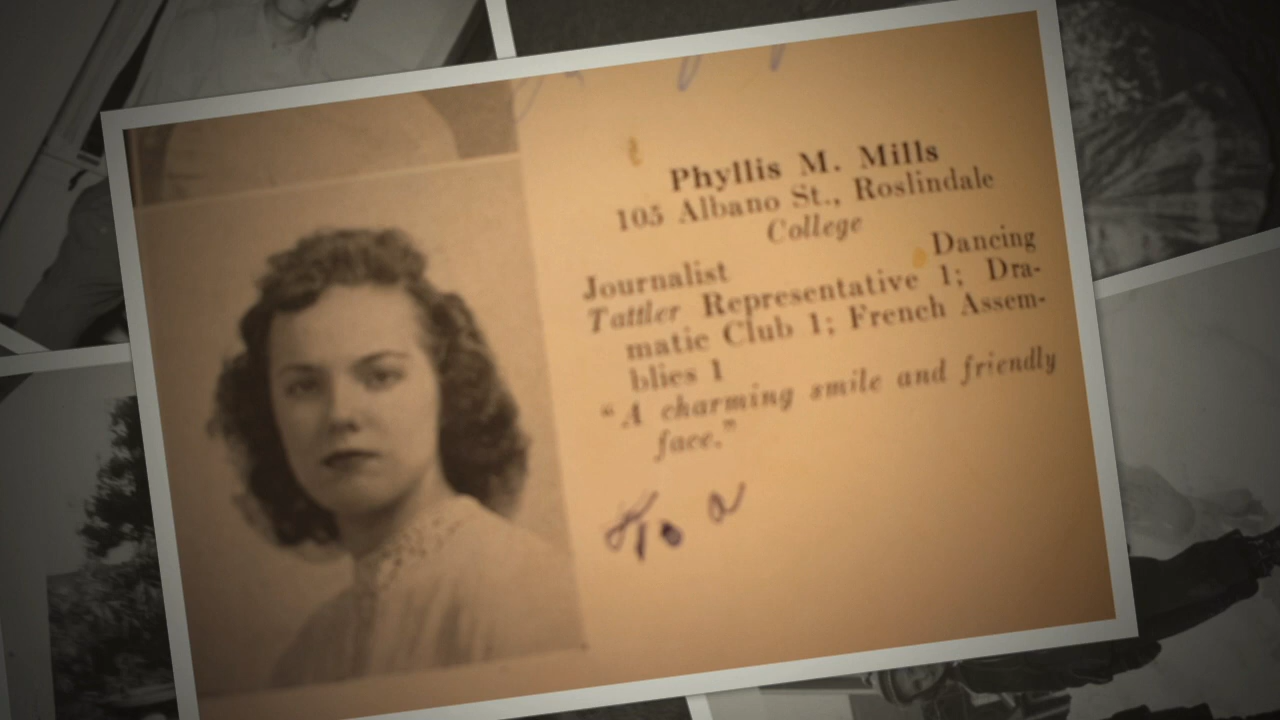 Phyllis M. Mills
105 Albano St., Roslindale
College
Journalist Dancing
Tattler Representative 1; Dra-
matic Club 1; French Assem-
blies 1
"A charming smile and friendly
face."
To a